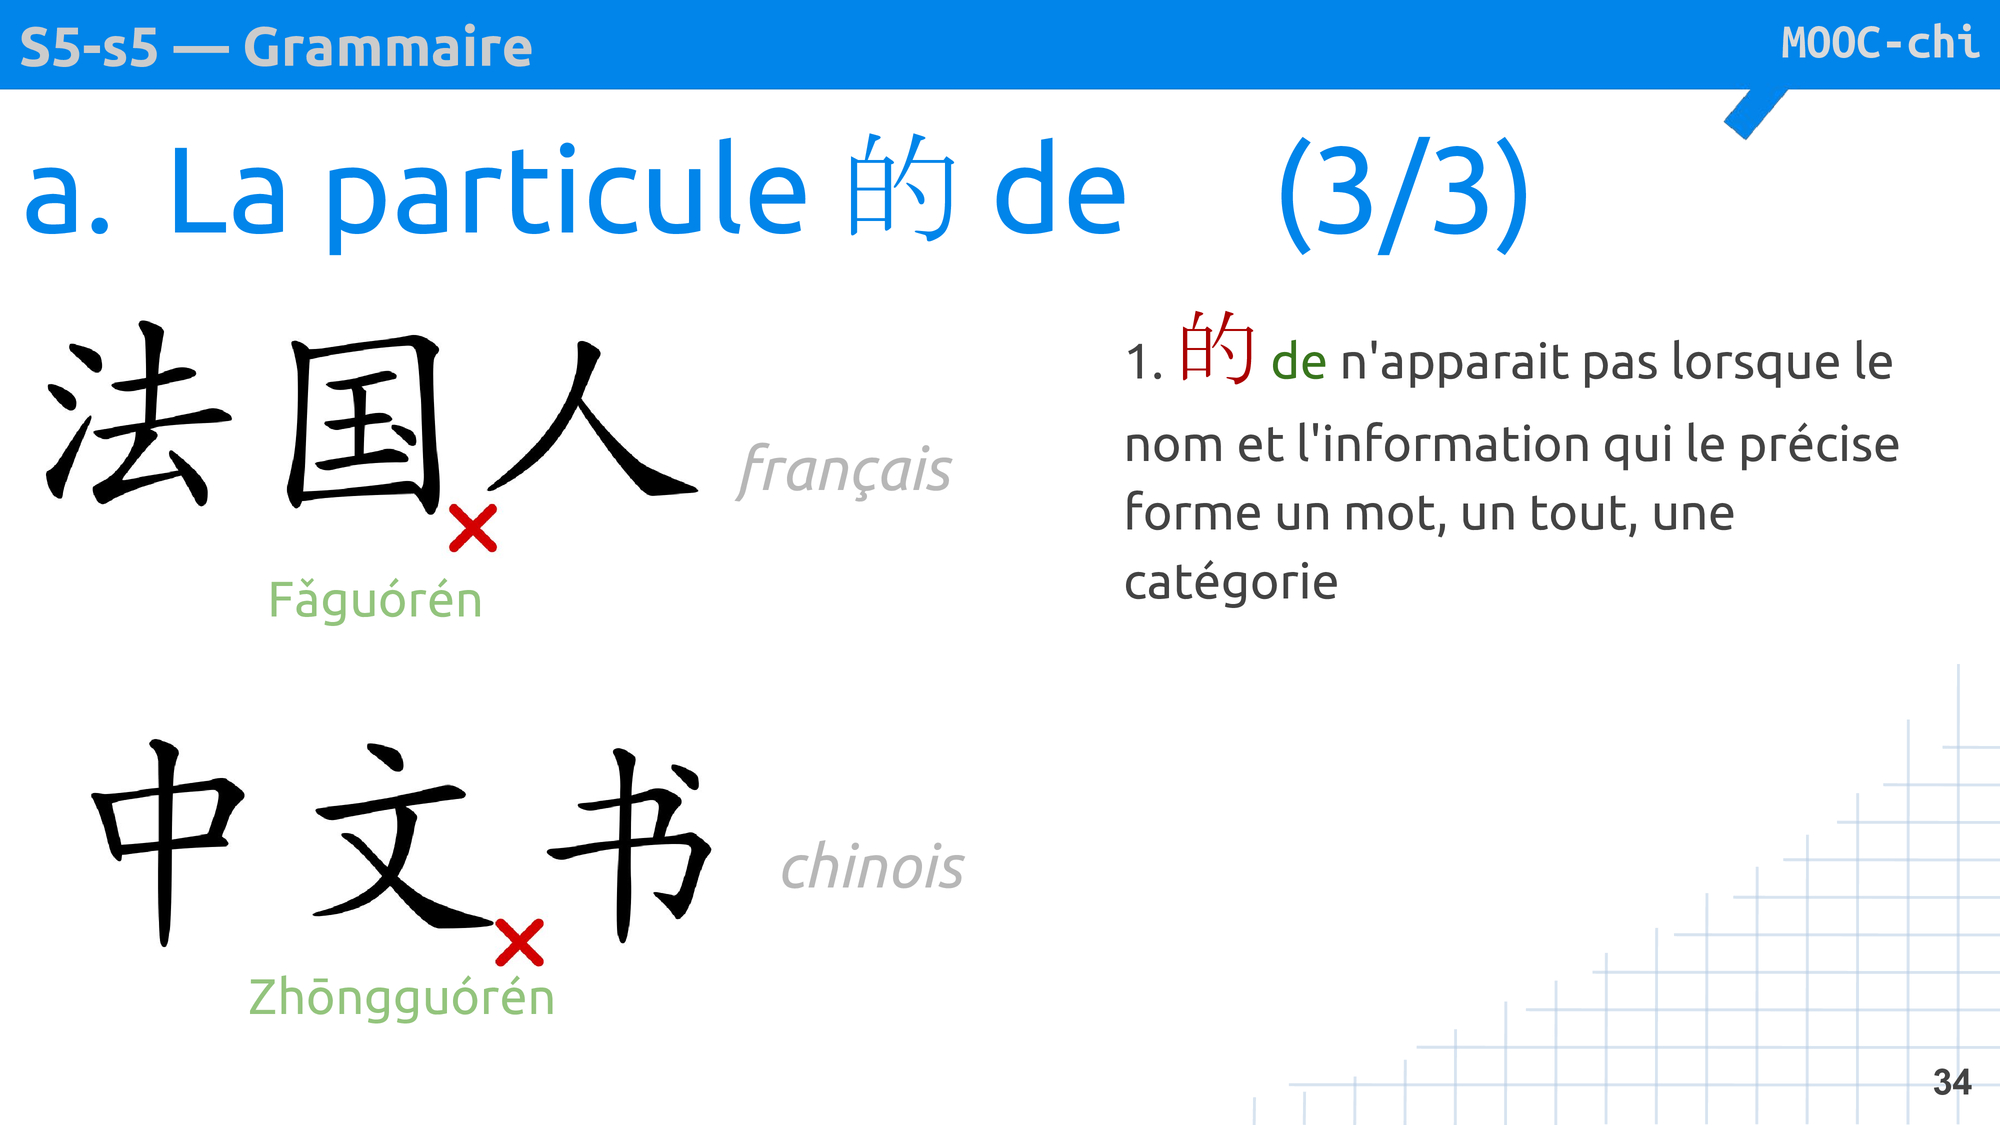 S5-s5 — Grammaire
MOOC-chi
a. La particule 的 de (3/3)
法国人
français
Fǎguórén
中文书
chinois
Zhōngguórén
1. 的 de n'apparait pas lorsque le
nom et l'information qui le précise
forme un mot, un tout, une
catégorie
34